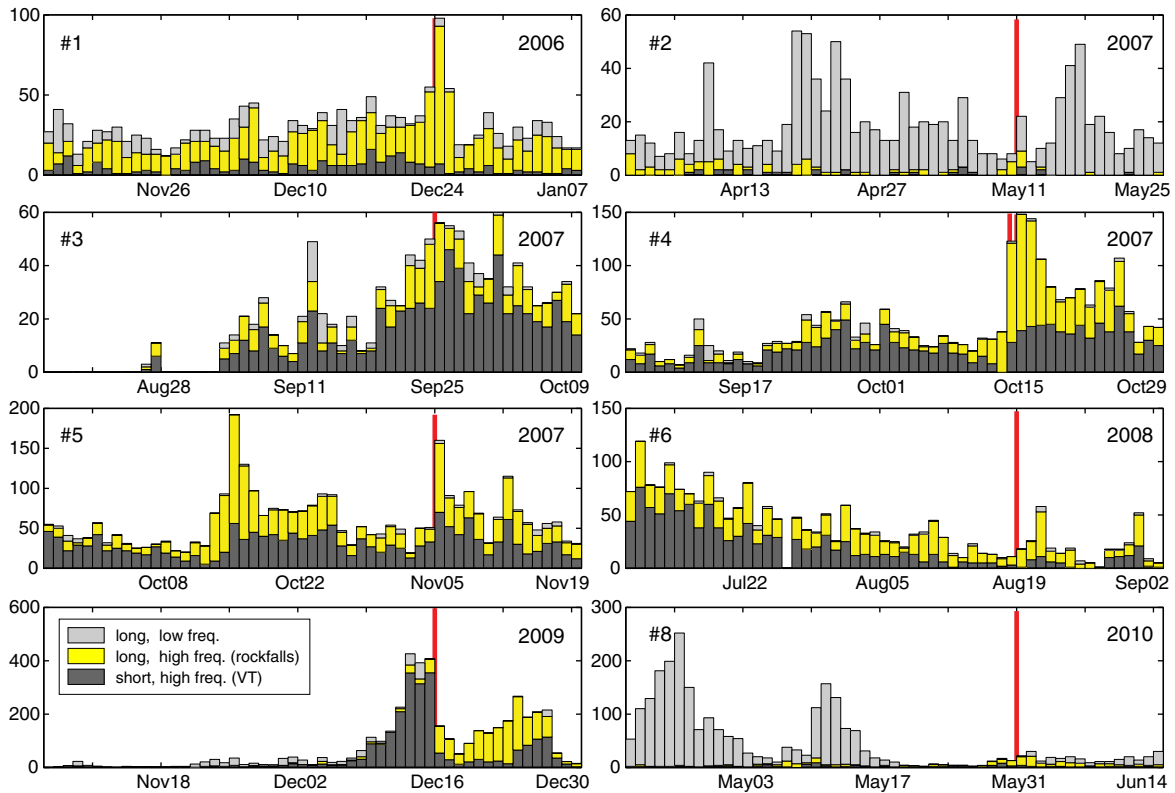 100
#1
2006
50
0
Nov26
Dec10
Dec24
Jan07
60
#2
2007
40
20
0
Apr13
Apr27
May11
May25
60
#3
2007
40
20
0
Aug28
Sep11
Sep25
Oct09
150
#4
2007
100
50
0
Sep17
Oct01
Oct15
Oct29
200
#5
2007
150
100
50
0
Oct08
Oct22
Nov05
Nov19
150
#6
2008
100
50
0
Jul22
Aug05
Aug19
Sep02
600
2009
long, low freq.
long, high freq. (rockfalls)
short, high freq. (VT)
400
200
0
Nov18
Dec02
Dec16
Dec30
300
#8
2010
200
100
0
May03
May17
May31
Jun14